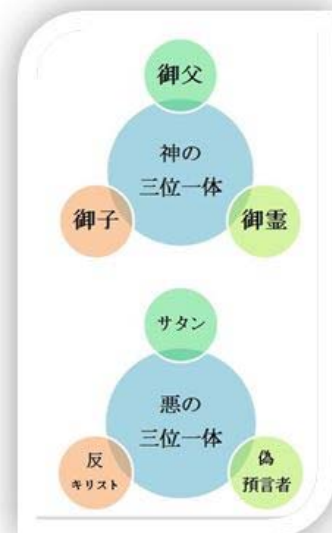 御父
神の
三位一体
御子
御霊
サタン
悪の
三位一体
反
キリスト
偽
預言者